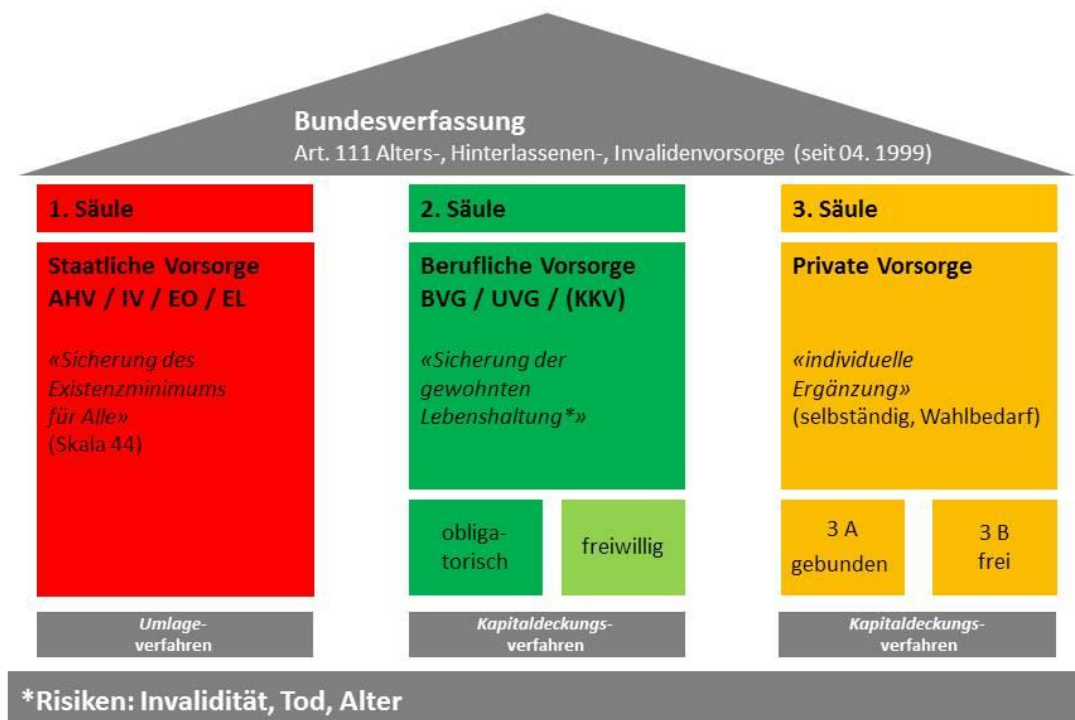 Bundesverfassung
Art. 111 Alters-, Hinterlassenen-, Invalidenvorsorge (seit 04. 1999)
1. Säule
Staatliche Vorsorge
AHV / IV / EO / EL
«Sicherung des
Existenzminimums
für Alle»
(Skala 44)
Umlage-
verfahren
2. Säule
Berufliche Vorsorge
BVG / UVG / (KKV)
«Sicherung der
gewohnten
Lebenshaltung*»
obliga-
torisch
freiwillig
Kapitaldeckungs-
verfahren
3. Säule
Private Vorsorge
«individuelle
Ergänzung»
(selbständig, Wahlbedarf)
3 A
gebunden
3 B
frei
Kapitaldeckungs-
verfahren
*Risiken: Invalidität, Tod, Alter